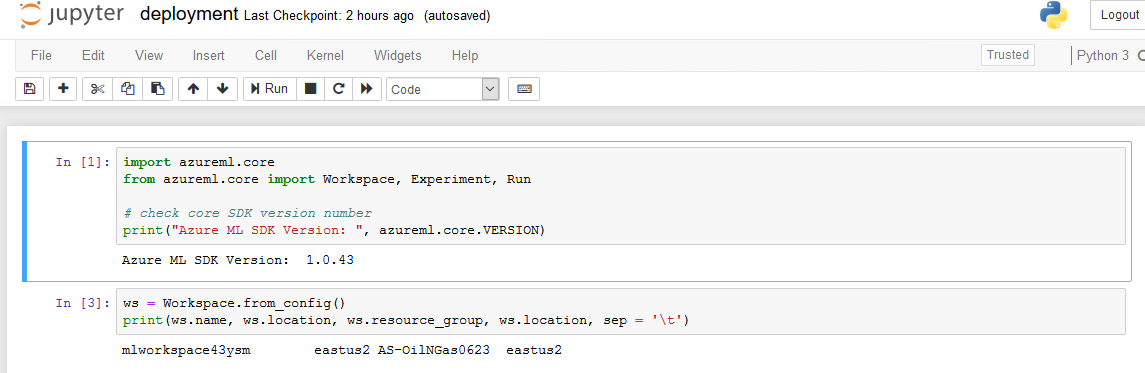 jupyter deployment Last Checkpoint: 2 hours ago (autosaved)
Logout
File Edit View Insert Cell Kernel Widgets Help
Trusted
Python 3
Run
Code
In [1]:
import azureml.core
from azureml.core import Workspace, Experiment, Run
# check core SDK version number
print("Azure ML SDK Version: ", azureml.core.VERSION)
Azure ML SDK Version:  1.0.43
In [3]:
ws = Workspace.from_config()
print(ws.name, ws.location, ws.resource_group, ws.location, sep = '\t')
mlworkspace43ysm eastus2 AS-OilNGas0623 eastus2